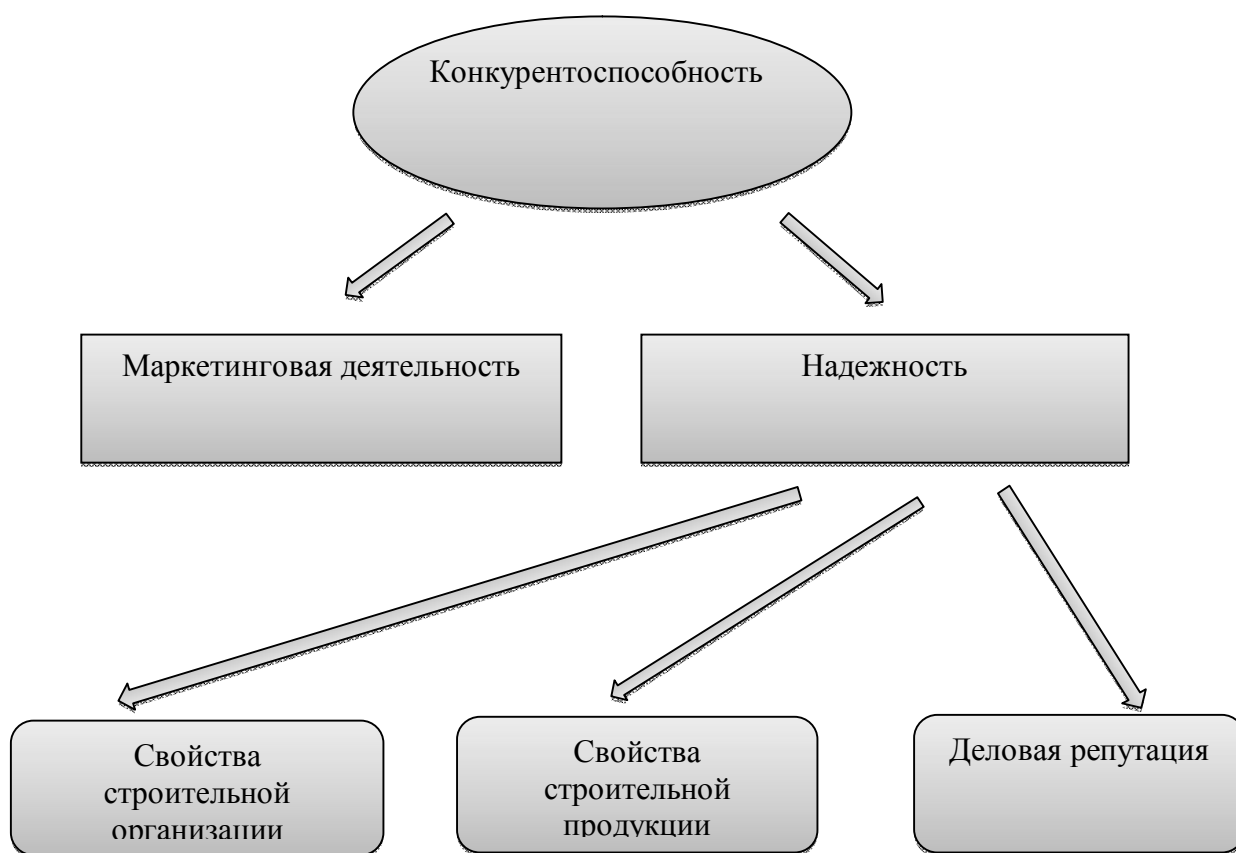 Конкурентоспособность
Маркетинговая деятельность
Надежность
Свойства
строительной
организации
Свойства
строительной
продукции
Деловая репутация